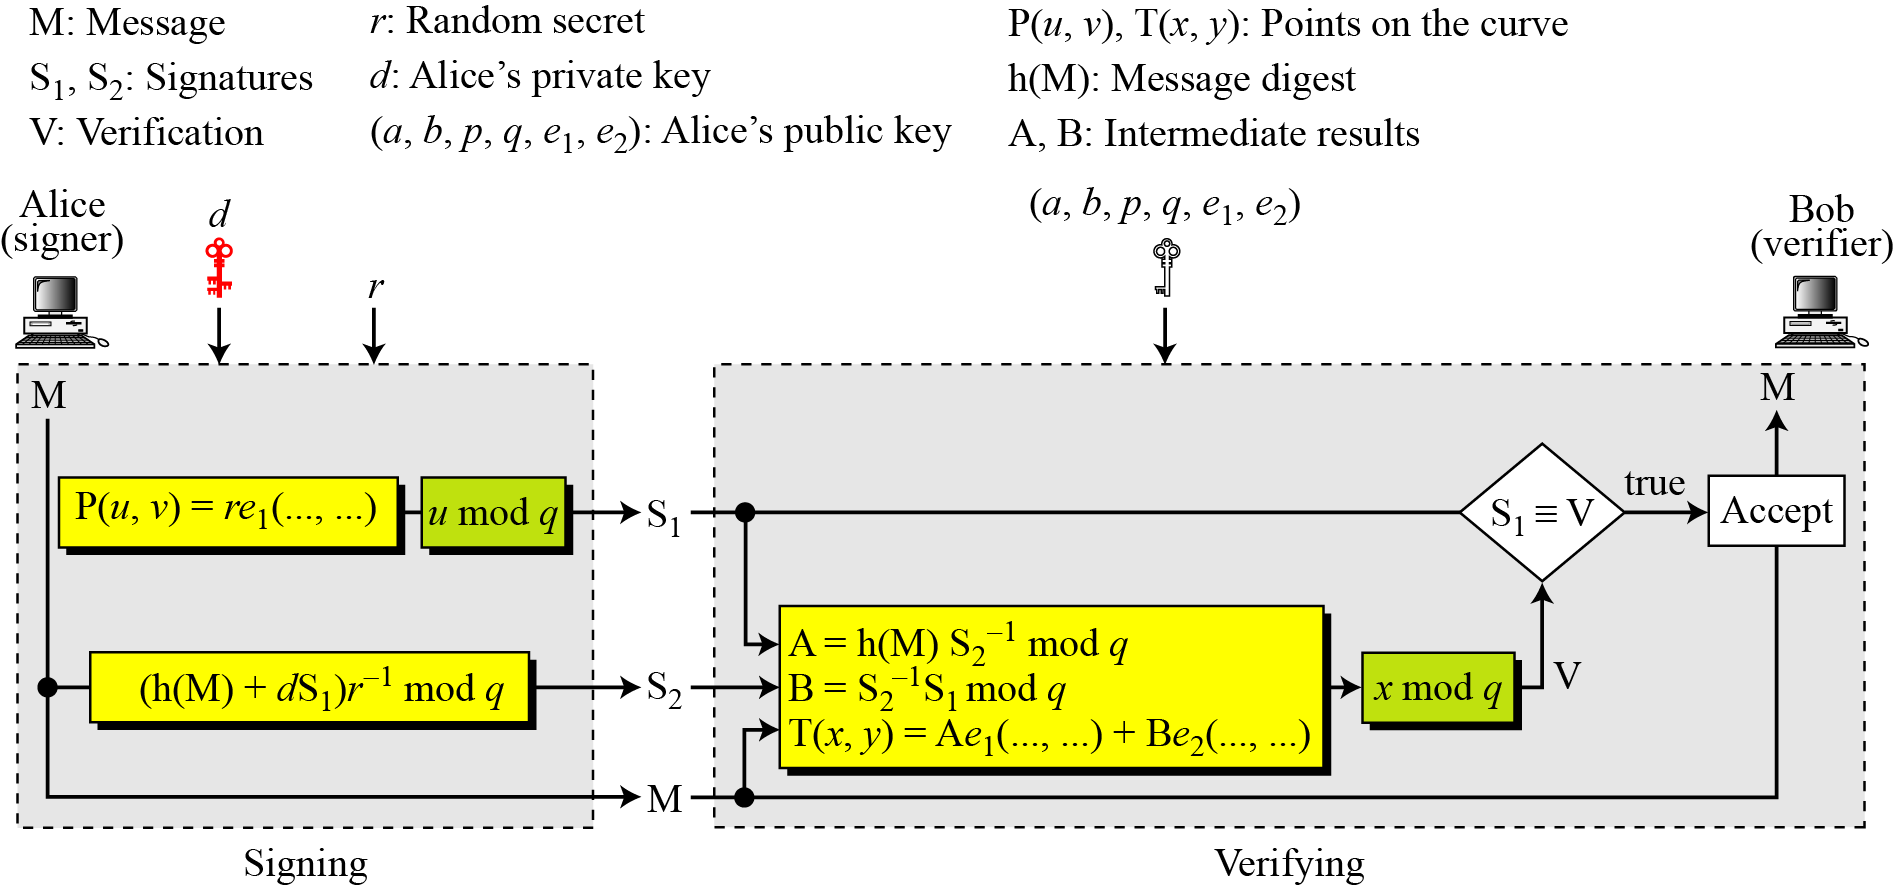 M: Message
r: Random secret
P(u, v), T(x, y): Points on the curve
S₁, S₂: Signatures
d: Alice’s private key
h(M): Message digest
V: Verification
(a, b, p, q, e₁, e₂): Alice’s public key
A, B: Intermediate results
Alice
(signer)
d
r
(a, b, p, q, e₁, e₂)
Bob
(verifier)
M
M
P(u, v) = re₁(..., ...)
u mod q
S₁
S₁ ≡ V
true
Accept
(h(M) + dS₁)r⁻¹ mod q
S₂
A = h(M) S₂⁻¹ mod q
B = S₂⁻¹S₁ mod q
T(x, y) = Ae₁(..., ...) + Be₂(..., ...)
x mod q
V
M
Signing
Verifying